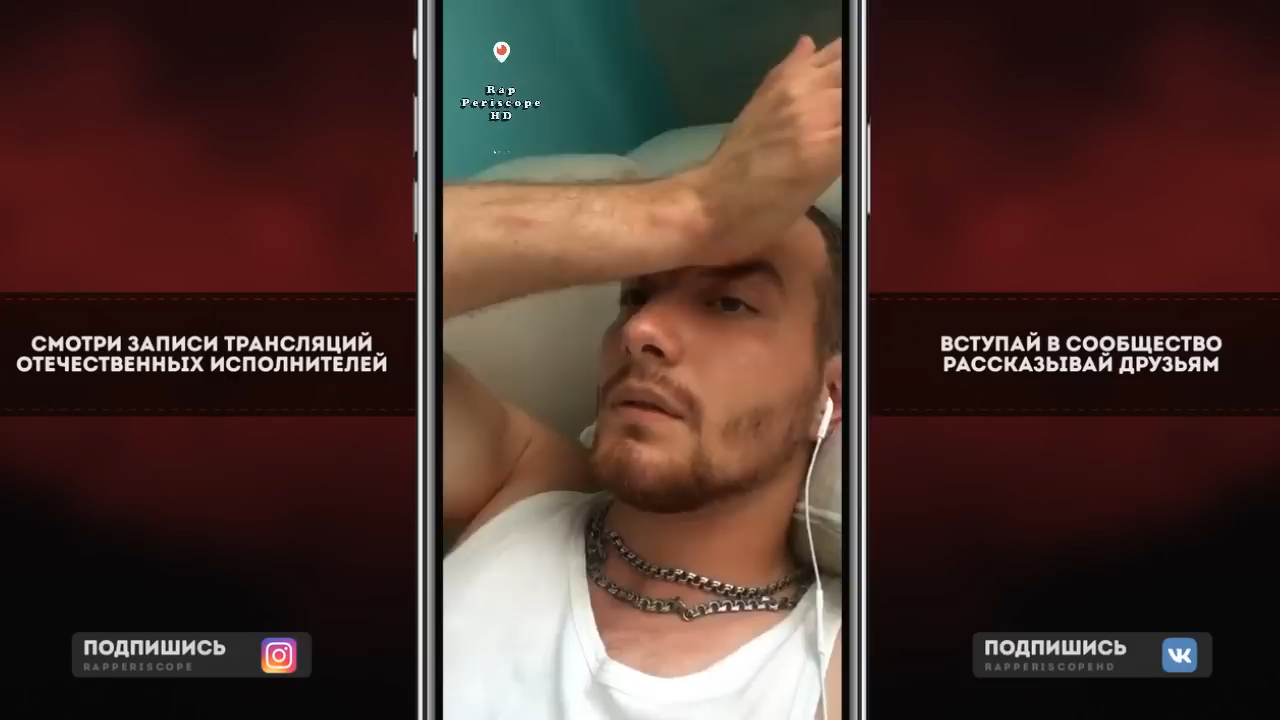 Rap
Periscope
HD
СМОТРИ ЗАПИСИ ТРАНСЛЯЦИЙ
ОТЕЧЕСТВЕННЫХ ИСПОЛНИТЕЛЕЙ
ВСТУПАЙ В СООБЩЕСТВО
РАССКАЗЫВАЙ ДРУЗЬЯМ
ПОДПИШИСЬ
RAPPERISCOPE
ПОДПИШИСЬ
RAPPERISCOPEHD